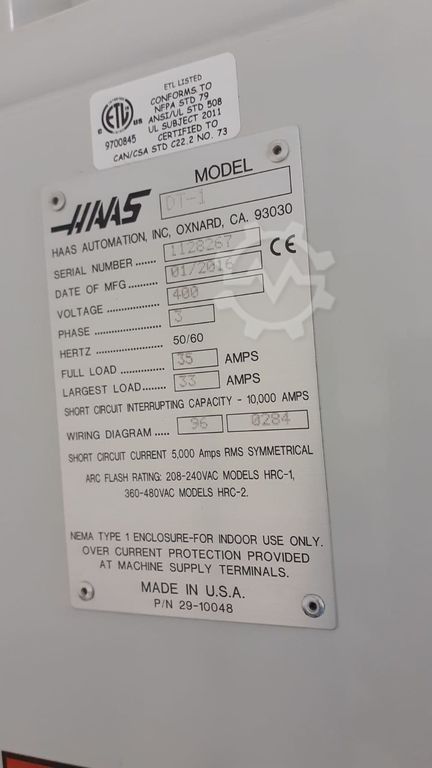 ETL LISTED
CONFORMS TO
NFPA STD 79
ANSI/UL STD 508
UL SUBJECT 2011
CERTIFIED TO
CAN/CSA STD C22.2 NO. 73
ETL
C US
9700845
HAAS
MODEL DT-1
HAAS AUTOMATION, INC, OXNARD, CA. 93030
SERIAL NUMBER ...... 1128267
CE
DATE OF MFG.......... 01/2016
VOLTAGE .................. 400
PHASE ....................... 3
HERTZ ....................... 50/60
FULL LOAD ............... 35 AMPS
LARGEST LOAD....... 33 AMPS
SHORT CIRCUIT INTERRUPTING CAPACITY - 10,000 AMPS
WIRING DIAGRAM ..... 96 0284
SHORT CIRCUIT CURRENT 5,000 Amps RMS SYMMETRICAL
ARC FLASH RATING: 208-240VAC MODELS HRC-1,
360-480VAC MODELS HRC-2.
NEMA TYPE 1 ENCLOSURE-FOR INDOOR USE ONLY.
OVER CURRENT PROTECTION PROVIDED
AT MACHINE SUPPLY TERMINALS.
MADE IN U.S.A.
P/N 29-10048